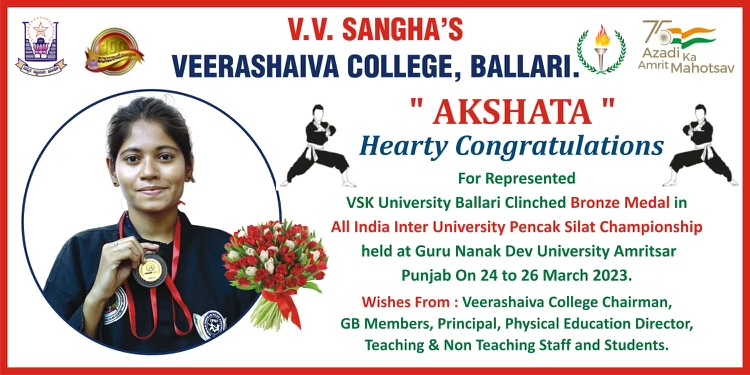 V.V. SANGHA'S
VEERASHAIVA COLLEGE, BALLARI.
100
75
Azadi
Ka
Amrit Mahotsav
" AKSHATA "
Hearty Congratulations
For Represented
VSK University Ballari Clinched Bronze Medal in
All India Inter University Pencak Silat Championship
held at Guru Nanak Dev University Amritsar
Punjab On 24 to 26 March 2023.
Wishes From : Veerashaiva College Chairman,
GB Members, Principal, Physical Education Director,
Teaching & Non Teaching Staff and Students.